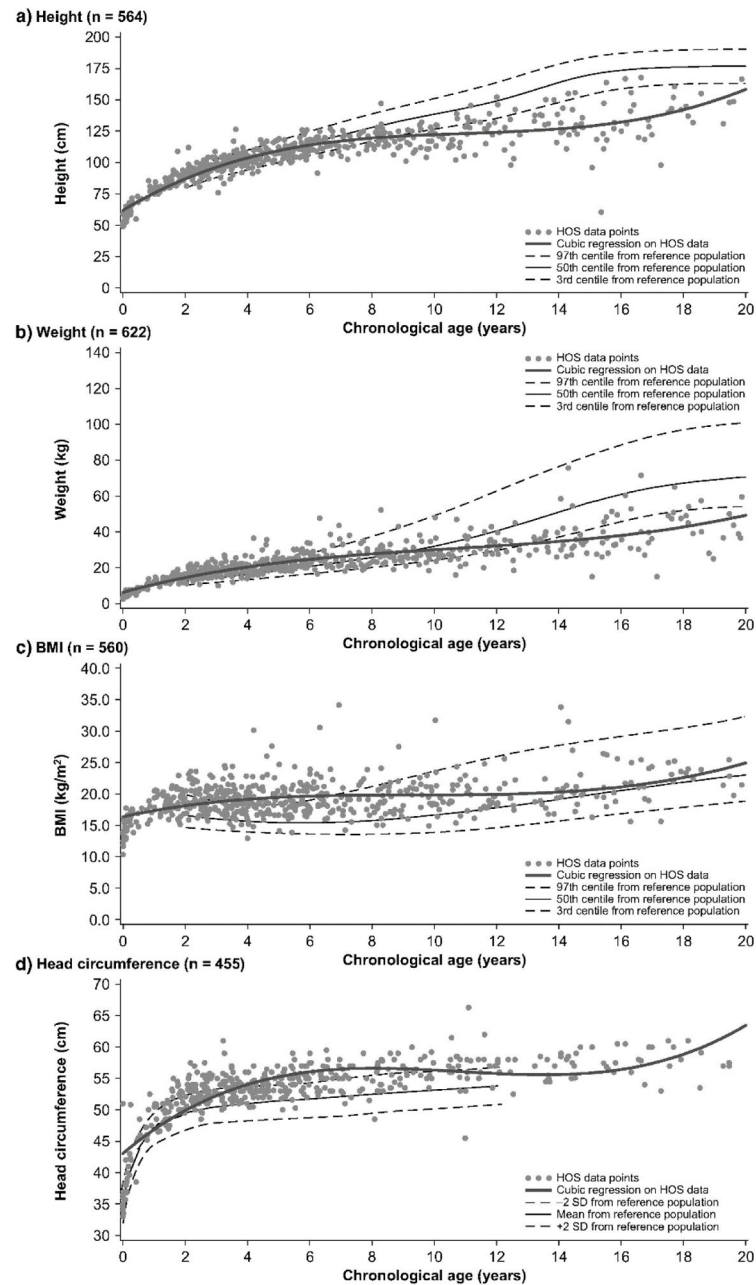 a) Height (n = 564)
200
175
150
125
100
75
50
25
0
Height (cm)
HOS data points
Cubic regression on HOS data
97th centile from reference population
50th centile from reference population
3rd centile from reference population
0 2 4 6 8 10 12 14 16 18 20
Chronological age (years)
b) Weight (n = 622)
140
120
100
80
60
40
20
0
Weight (kg)
HOS data points
Cubic regression on HOS data
97th centile from reference population
50th centile from reference population
3rd centile from reference population
0 2 4 6 8 10 12 14 16 18 20
Chronological age (years)
c) BMI (n = 560)
40.0
35.0
30.0
25.0
20.0
15.0
10.0
5.0
0.0
BMI (kg/m²)
HOS data points
Cubic regression on HOS data
97th centile from reference population
50th centile from reference population
3rd centile from reference population
0 2 4 6 8 10 12 14 16 18 20
Chronological age (years)
d) Head circumference (n = 455)
70
65
60
55
50
45
40
35
30
Head circumference (cm)
HOS data points
Cubic regression on HOS data
–2 SD from reference population
Mean from reference population
+2 SD from reference population
0 2 4 6 8 10 12 14 16 18 20
Chronological age (years)